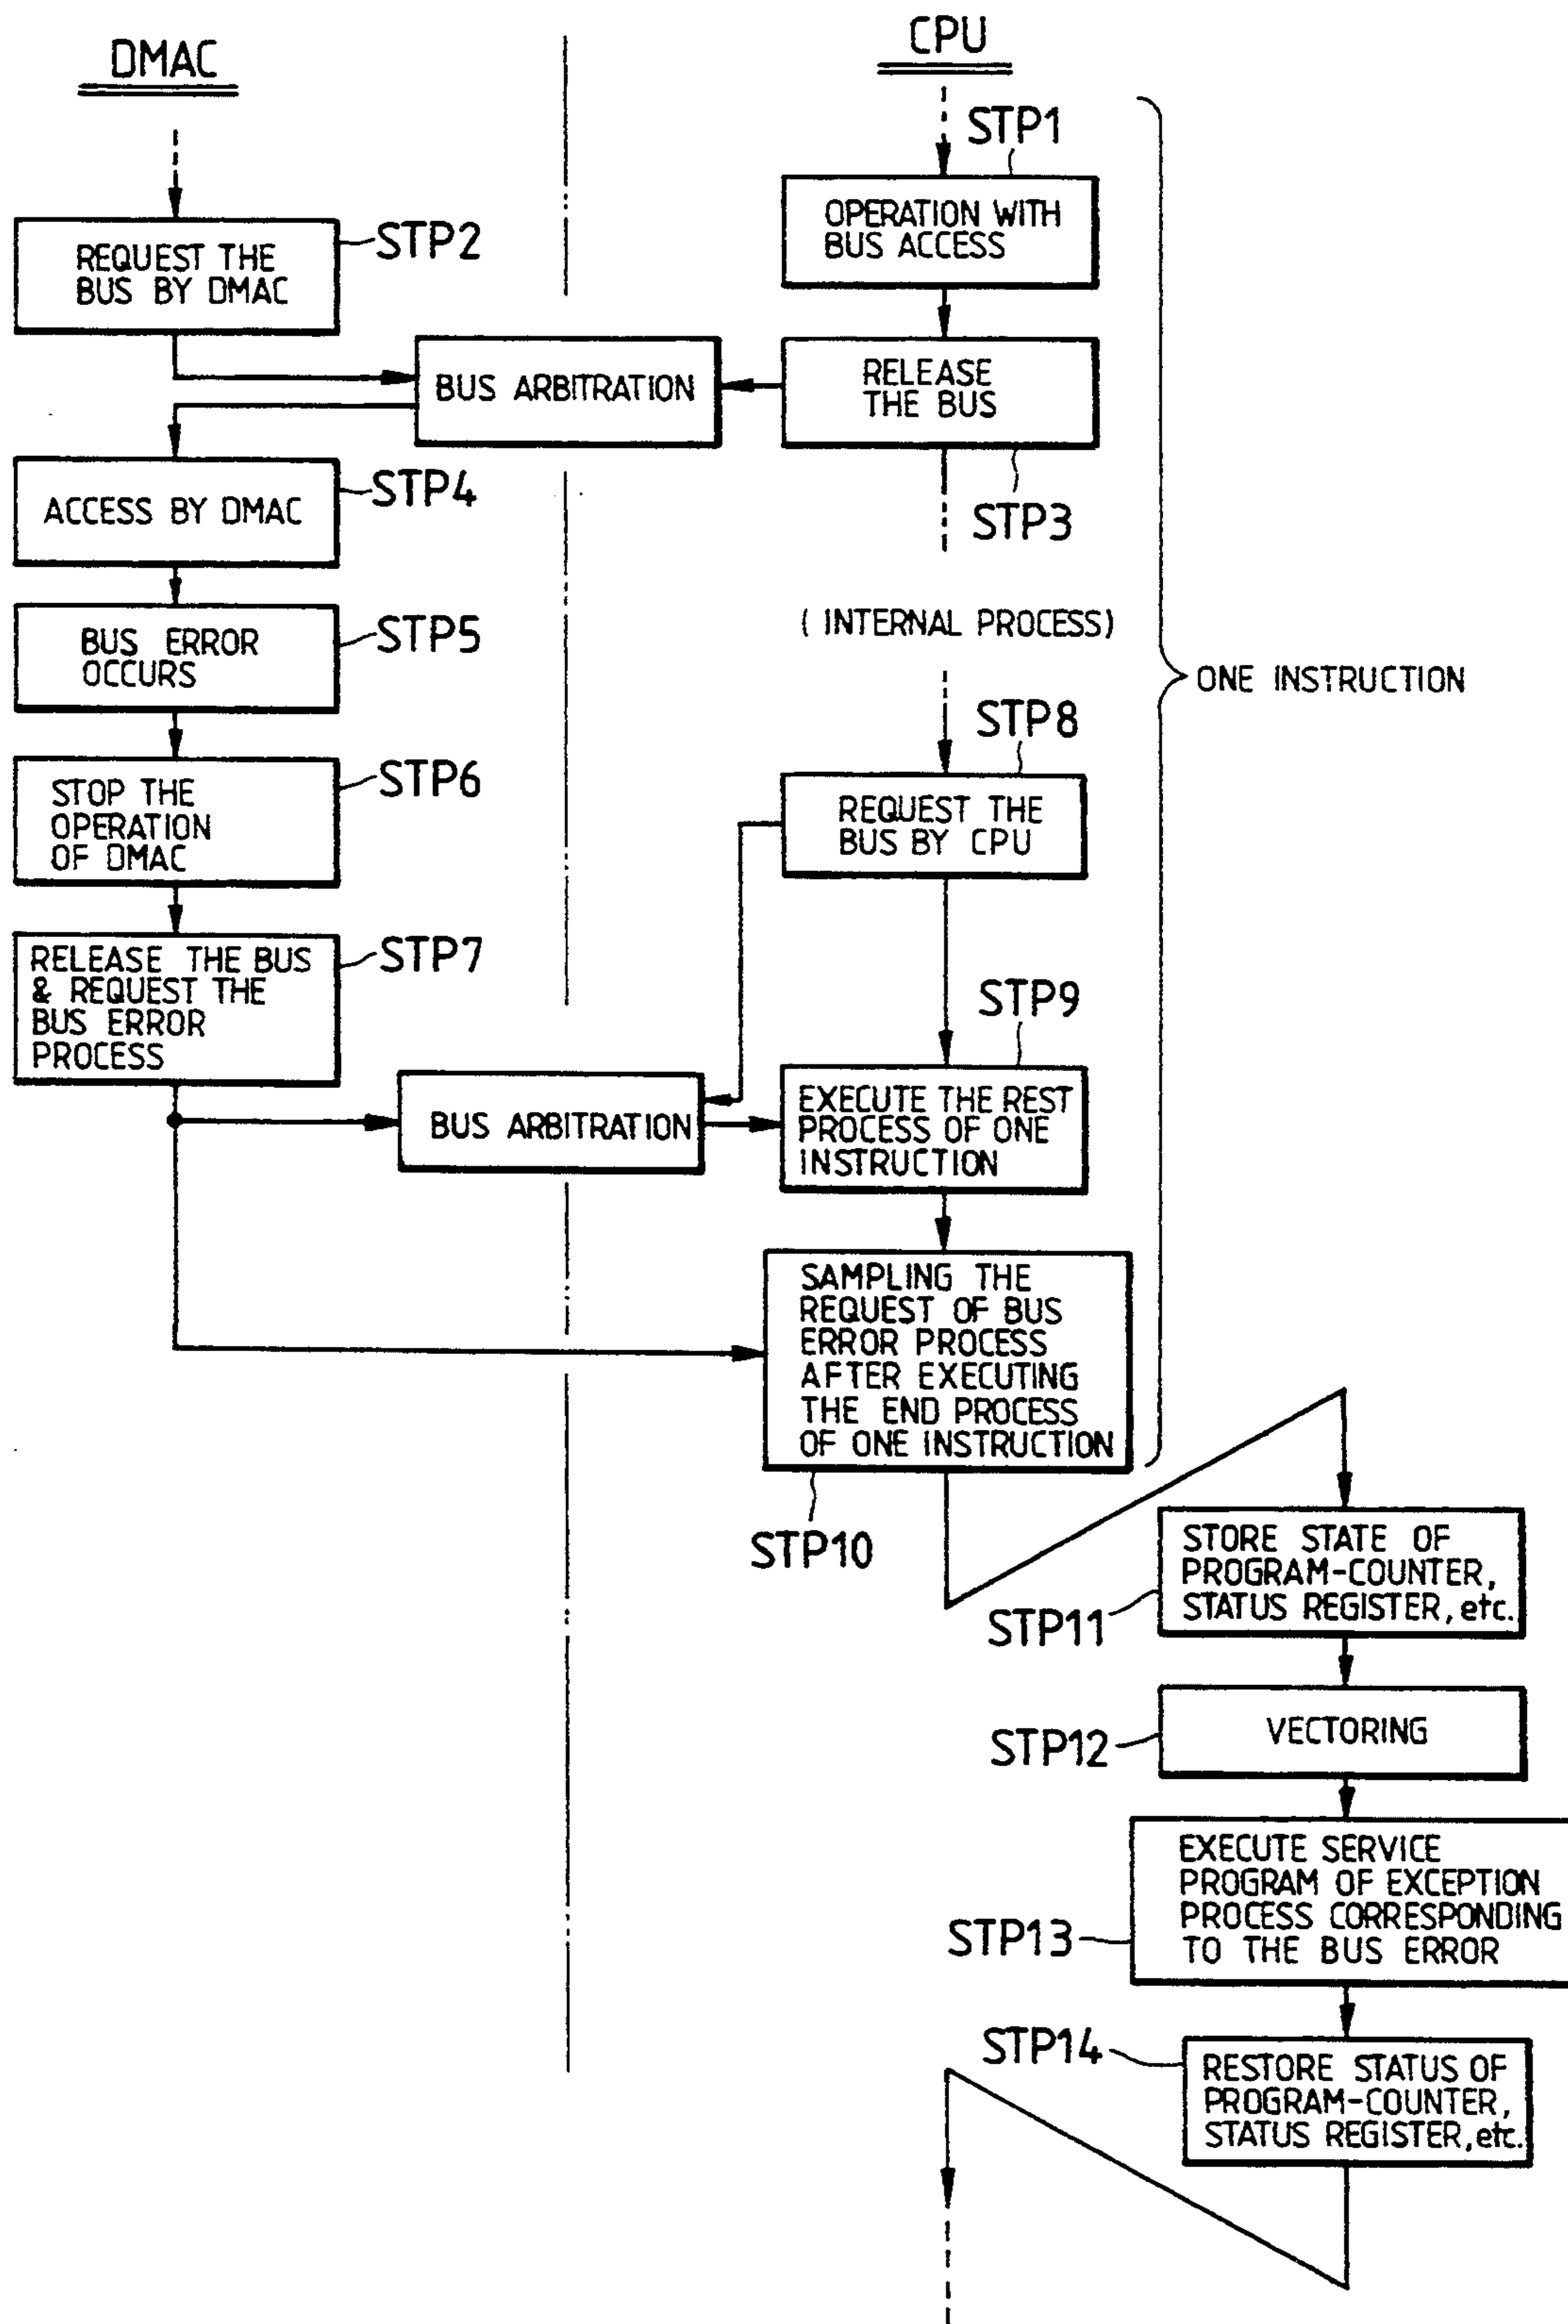 DMAC
CPU
STP1
OPERATION WITH
BUS ACCESS
STP2
REQUEST THE
BUS BY DMAC
BUS ARBITRATION
RELEASE
THE BUS
STP3
STP4
ACCESS BY DMAC
STP5
BUS ERROR
OCCURS
( INTERNAL PROCESS)
ONE INSTRUCTION
STP6
STOP THE
OPERATION
OF DMAC
STP8
REQUEST THE
BUS BY CPU
STP7
RELEASE THE BUS
& REQUEST THE
BUS ERROR
PROCESS
STP9
BUS ARBITRATION
EXECUTE THE REST
PROCESS OF ONE
INSTRUCTION
SAMPLING THE
REQUEST OF BUS
ERROR PROCESS
AFTER EXECUTING
THE END PROCESS
OF ONE INSTRUCTION
STP10
STORE STATE OF
PROGRAM-COUNTER,
STATUS REGISTER, etc.
STP11
VECTORING
STP12
EXECUTE SERVICE
PROGRAM OF EXCEPTION
PROCESS CORRESPONDING
TO THE BUS ERROR
STP13
STP14
RESTORE STATUS OF
PROGRAM-COUNTER,
STATUS REGISTER, etc.